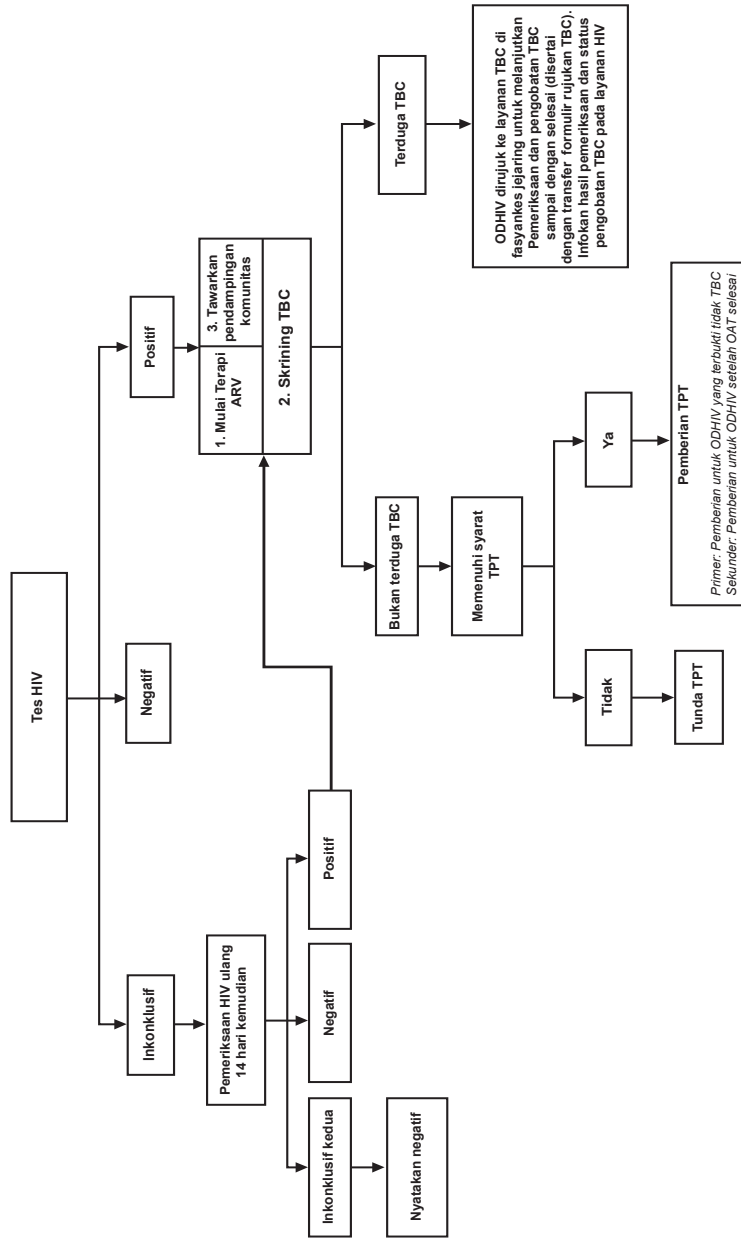 Tes HIV
Inkonklusif
Negatif
Positif
Pemeriksaan HIV ulang
14 hari kemudian
Inkonklusif kedua
Negatif
Positif
Nyatakan negatif
1. Mulai Terapi
ARV
3. Tawarkan
pendampingan
komunitas
2. Skrining TBC
Bukan terduga TBC
Terduga TBC
Memenuhi syarat
TPT
ODHIV dirujuk ke layanan TBC di
fasyankes jejaring untuk melanjutkan
Pemeriksaan dan pengobatan TBC
sampai dengan selesai (disertai
dengan transfer formulir rujukan TBC).
Infokan hasil pemeriksaan dan status
pengobatan TBC pada layanan HIV
Tidak
Ya
Tunda TPT
Pemberian TPT
Primer: Pemberian untuk ODHIV yang terbukti tidak TBC
Sekunder: Pemberian untuk ODHIV setelah OAT selesai